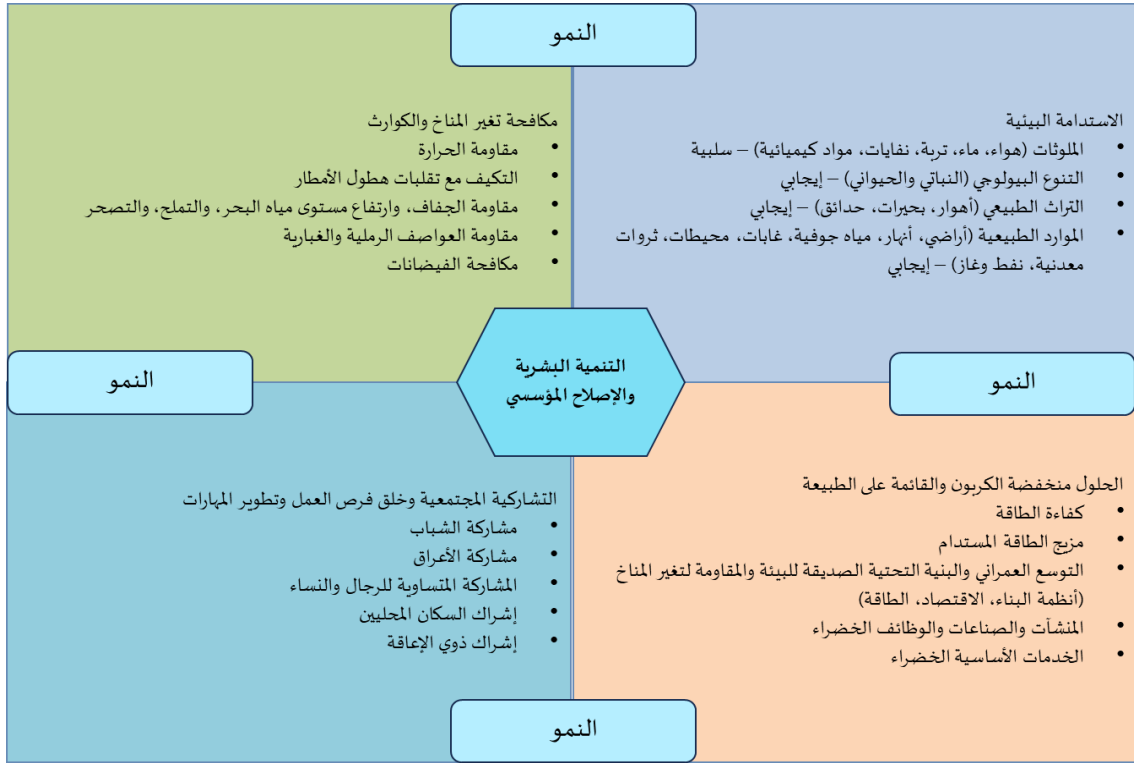 النمو
الاستدامة البيئية
• الملوثات (هواء، ماء، تربة، نفايات، مواد كيميائية) – سلبية
• التنوع البيولوجي (النباتي والحيواني) – إيجابي
• التراث الطبيعي (أهوار، بحيرات، حدائق) – إيجابي
• الموارد الطبيعية (أراضي، أنهار، مياه جوفية، غابات، محيطات، ثروات
معدنية، نفط وغاز) – إيجابي
مكافحة تغير المناخ والكوارث
• مقاومة الحرارة
• التكيف مع تقلبات هطول الأمطار
• مقاومة الجفاف، وارتفاع مستوى مياه البحر، والتملح، والتصحر
• مقاومة العواصف الرملية والغبارية
• مكافحة الفيضانات
النمو
التنمية البشرية
والإصلاح المؤسسي
النمو
الحلول منخفضة الكربون والقائمة على الطبيعة
• كفاءة الطاقة
• مزيج الطاقة المستدام
• التوسع العمراني والبنية التحتية الصديقة للبيئة والمقاومة لتغير المناخ
(أنظمة البناء، الاقتصاد، الطاقة)
• المنشآت والصناعات والوظائف الخضراء
• الخدمات الأساسية الخضراء
التشاركية المجتمعية وخلق فرص العمل وتطوير المهارات
• مشاركة الشباب
• مشاركة الأعراق
• المشاركة المتساوية للرجال والنساء
• إشراك السكان المحليين
• إشراك ذوي الإعاقة
النمو